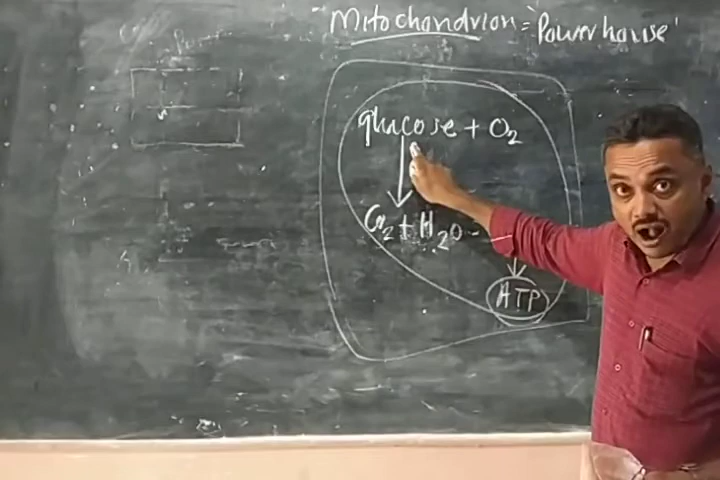 "Mitochondrion = "Powerhouse"
glucose + O2
Co2 + H2O
ATP